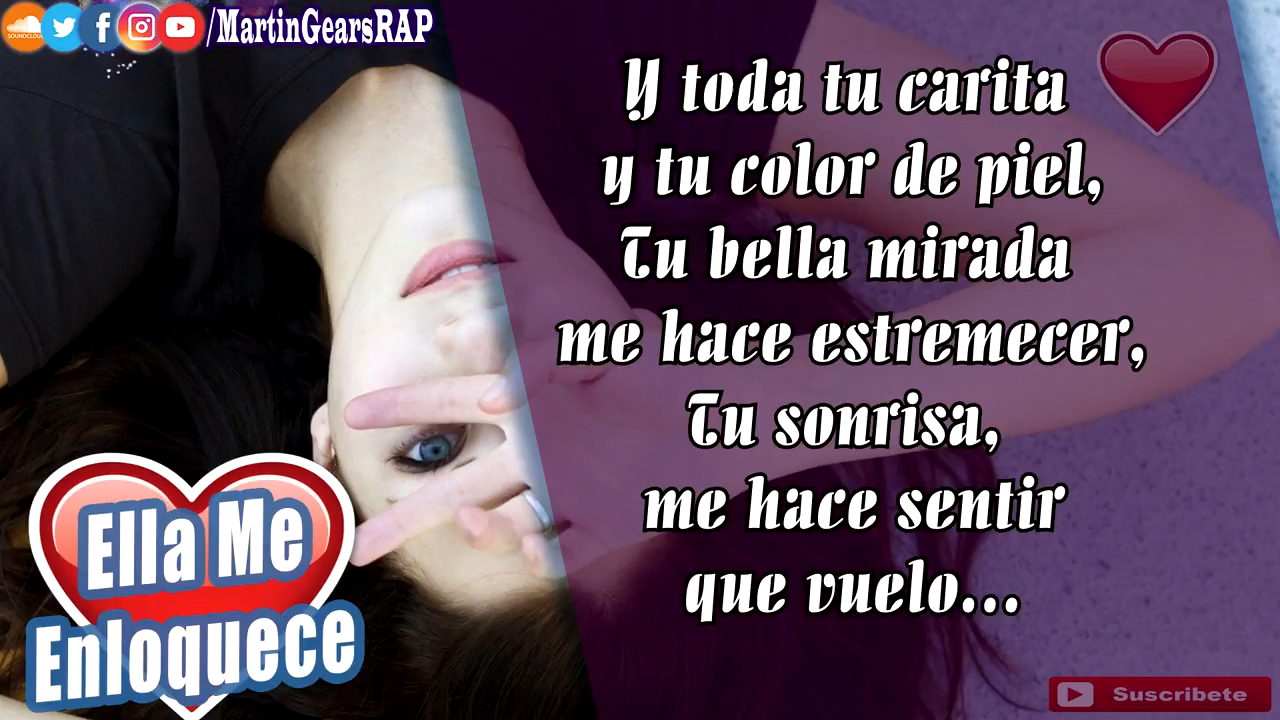 SOUNDCLOUD
/MartinGearsRAP
Y toda tu carita
y tu color de piel,
Tu bella mirada
me hace estremecer,
Tu sonrisa,
me hace sentir
que vuelo...
Ella Me
Enloquece
Suscribete